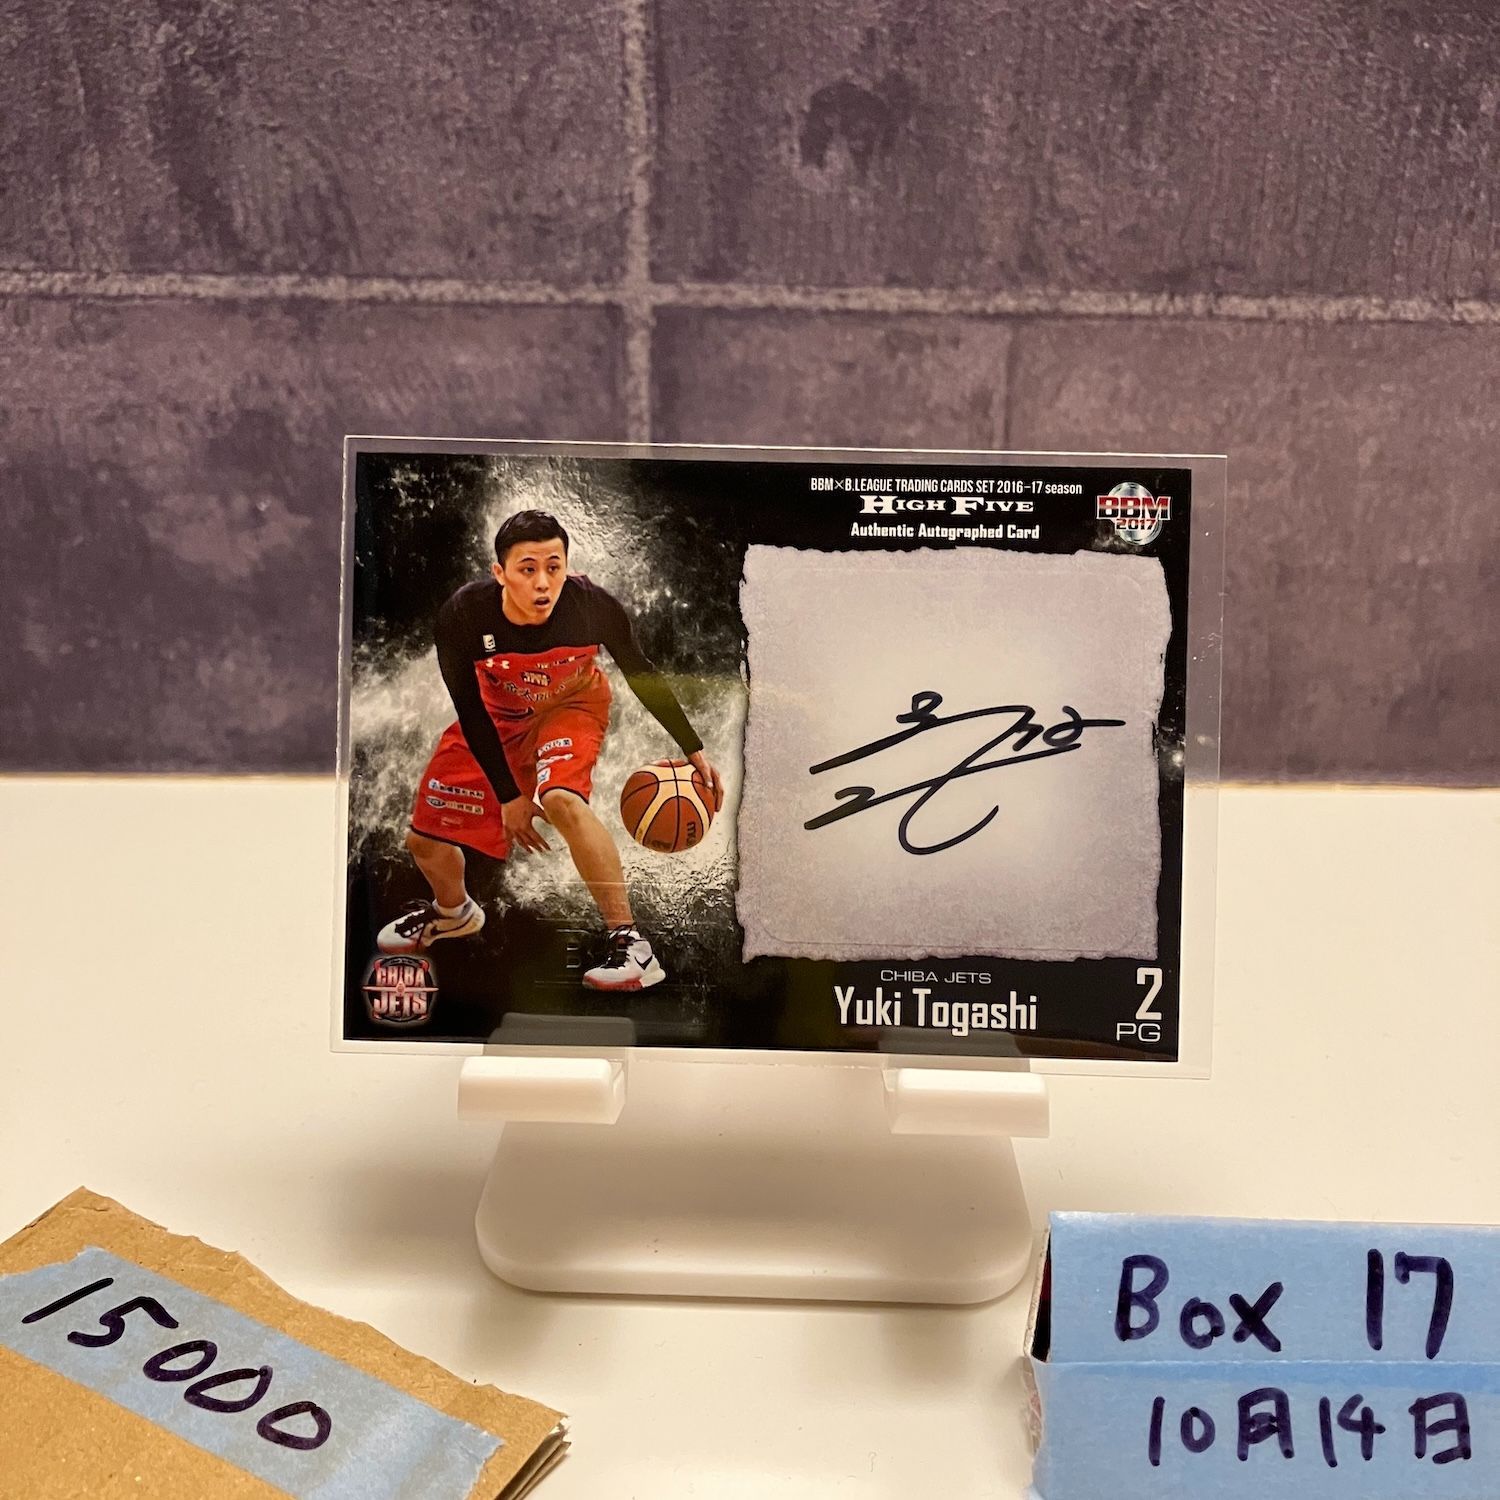 BBM×B.LEAGUE TRADING CARDS SET 2016-17 season
HIGH FIVE
Authentic Autographed Card
BBM
2017
CHIBA
JETS
CHIBA JETS
Yuki Togashi
2
PG
15000
Box 17
10月14日